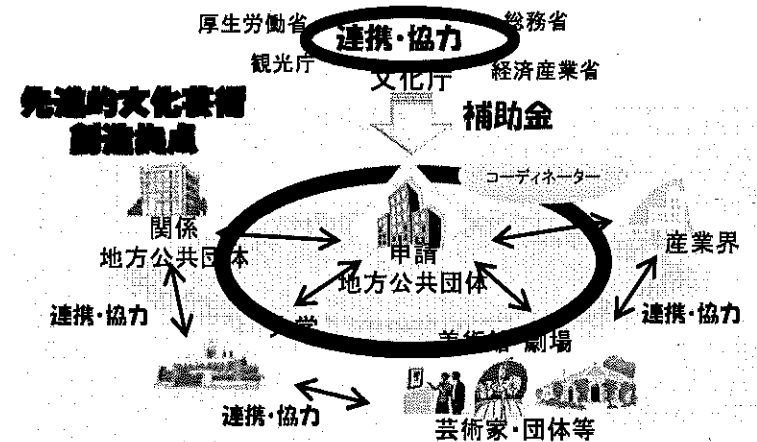 厚生労働省
総務省
連携・協力
観光庁
経済産業省
文化庁
先進的文化芸術
創造拠点
補助金
コーディネーター
関係
地方公共団体
申請
地方公共団体
産業界
連携・協力
連携・協力
美術館・劇場
連携・協力
芸術家・団体等